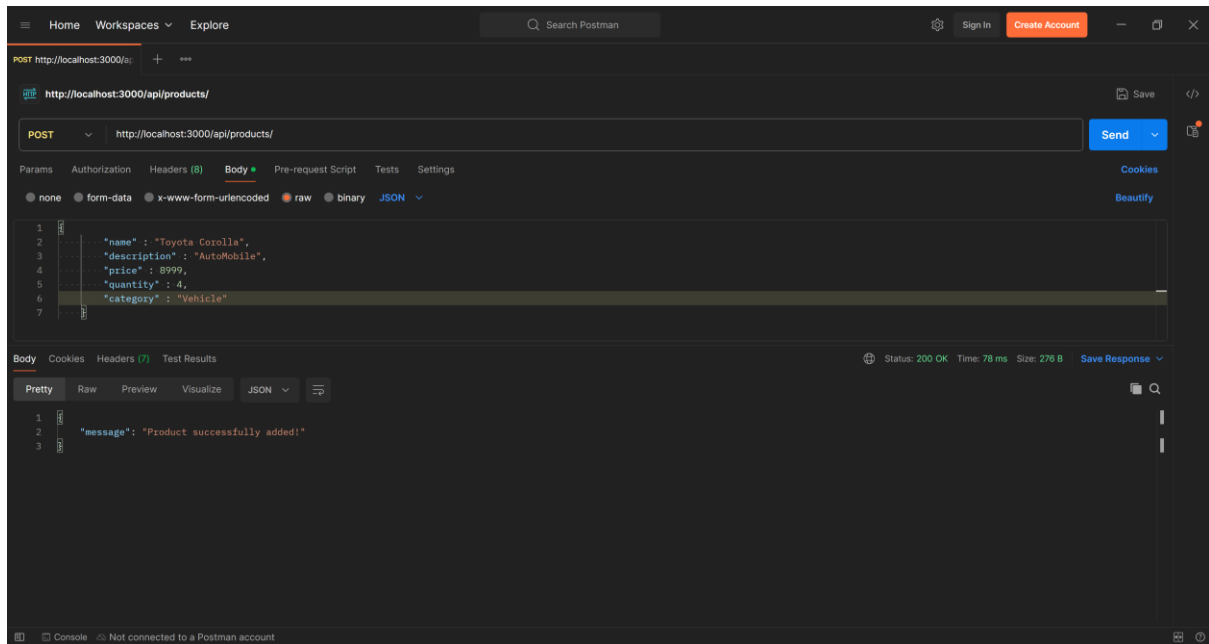 Home Workspaces Explore Search Postman Sign In Create Account
POST http://localhost:3000/ap
HTTP http://localhost:3000/api/products/ Save </>
POST http://localhost:3000/api/products/ Send
Params Authorization Headers (8) Body Pre-request Script Tests Settings Cookies
none form-data x-www-form-urlencoded raw binary JSON Beautify
1 {
2 "name" : "Toyota Corolla",
3 "description" : "AutoMobile",
4 "price" : 8999,
5 "quantity" : 4,
6 "category" : "Vehicle"
7 }
Body Cookies Headers (7) Test Results Status: 200 OK Time: 78 ms Size: 276 B Save Response
Pretty Raw Preview Visualize JSON
1 {
2 "message": "Product successfully added!"
3 }
Console Not connected to a Postman account